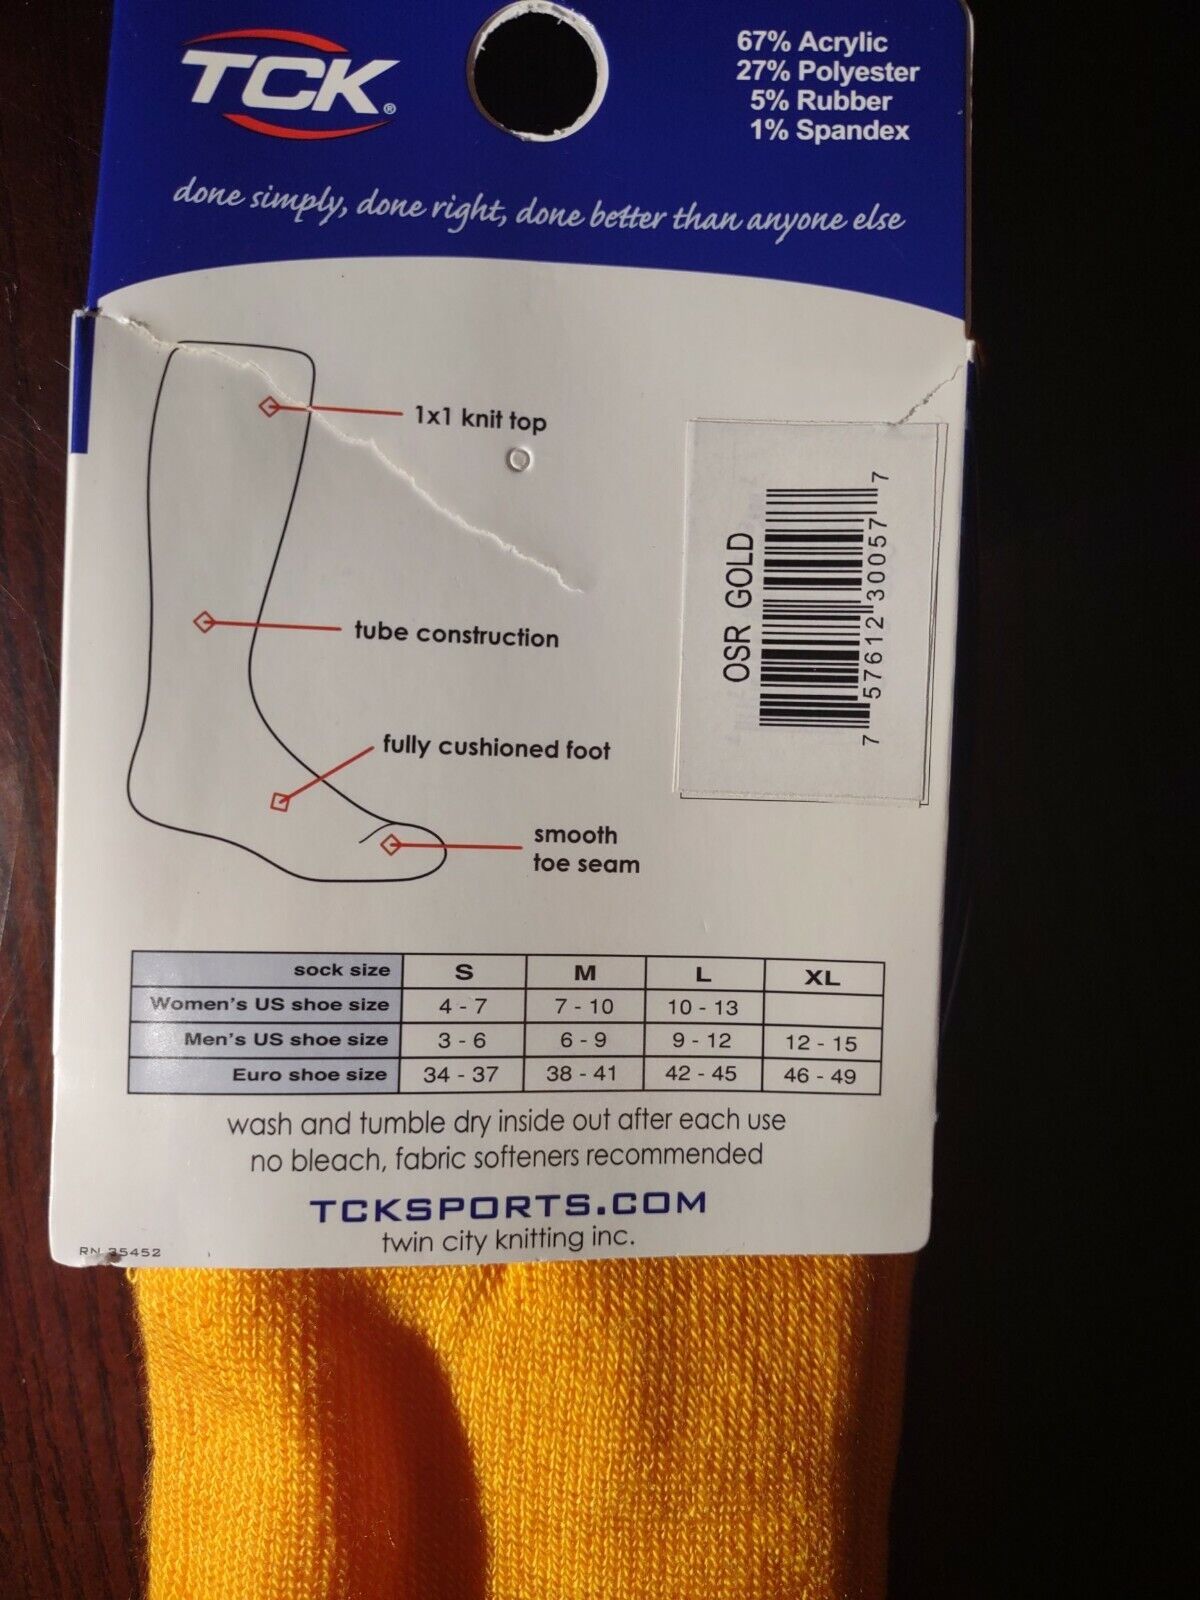 TCK®
67% Acrylic
27% Polyester
5% Rubber
1% Spandex
done simply, done right, done better than anyone else
1x1 knit top
tube construction
fully cushioned foot
smooth
toe seam
OSR GOLD
7 57612 30057 7
sock size S M L XL
Women's US shoe size 4 - 7 7 - 10 10 - 13
Men's US shoe size 3 - 6 6 - 9 9 - 12 12 - 15
Euro shoe size 34 - 37 38 - 41 42 - 45 46 - 49
wash and tumble dry inside out after each use
no bleach, fabric softeners recommended
TCKSPORTS.COM
twin city knitting inc.
RN